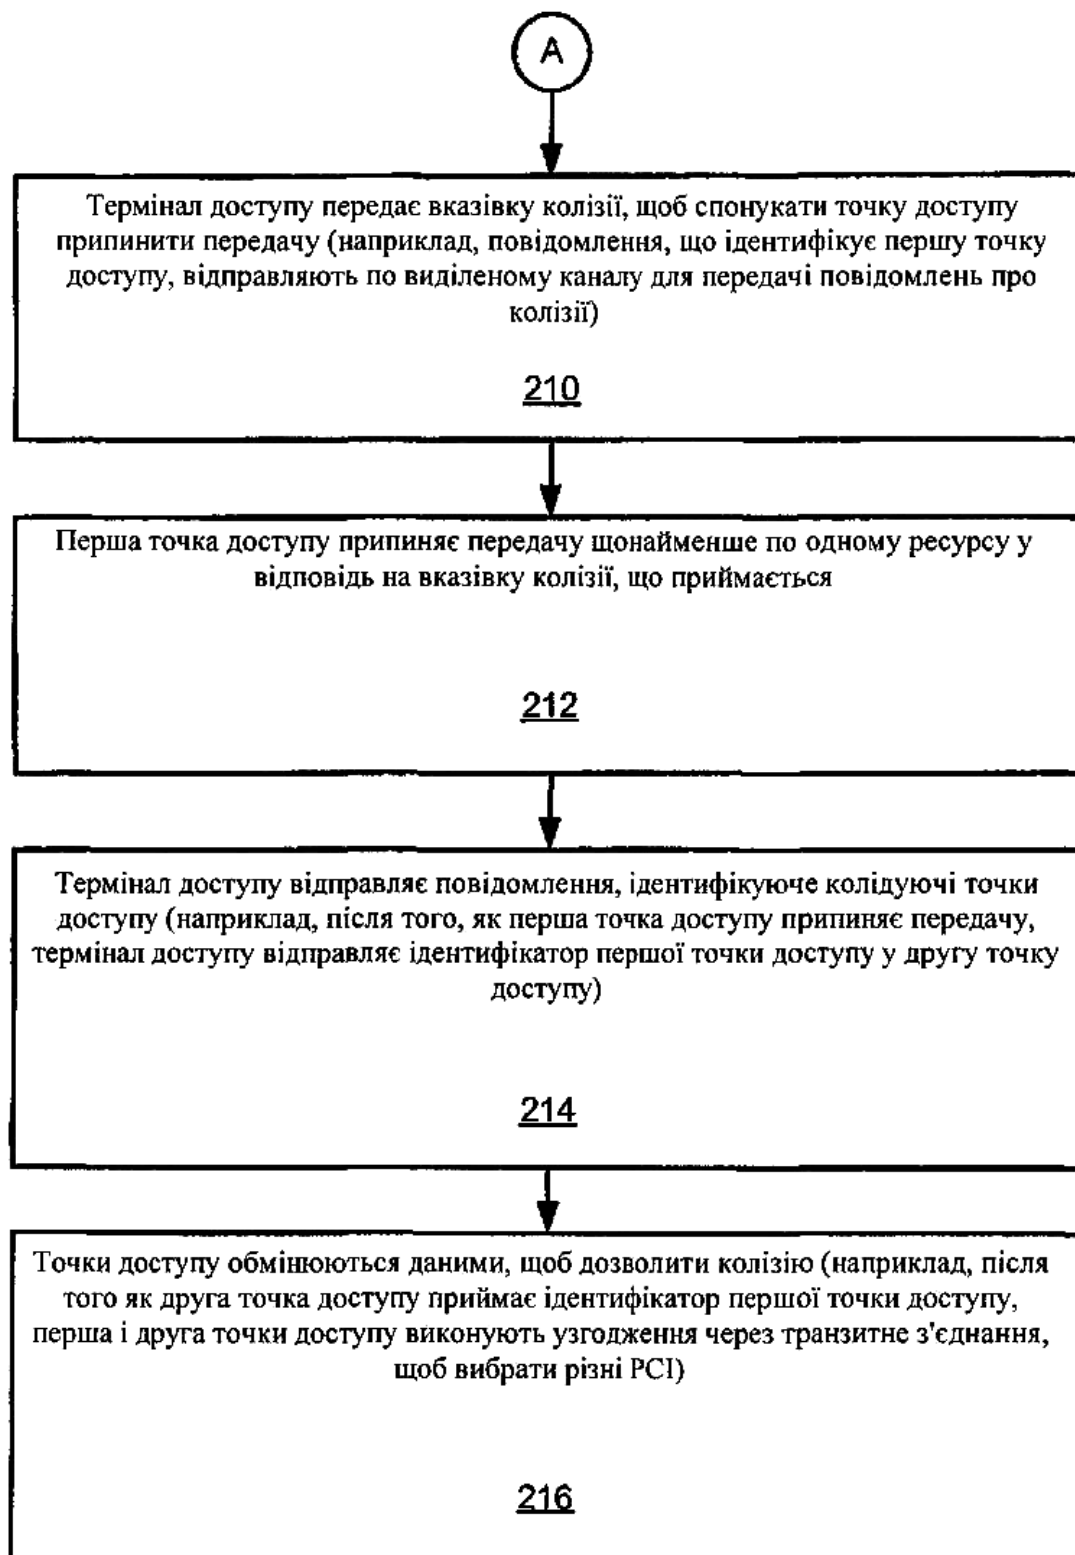 A
Термінал доступу передає вказівку колізії, щоб спонукати точку доступу
припинити передачу (наприклад, повідомлення, що ідентифікує першу точку
доступу, відправляють по виділеному каналу для передачі повідомлень про
колізії)
210
Перша точка доступу припиняє передачу щонайменше по одному ресурсу у
відповідь на вказівку колізії, що приймається
212
Термінал доступу відправляє повідомлення, ідентифікуюче колідуючі точки
доступу (наприклад, після того, як перша точка доступу припиняє передачу,
термінал доступу відправляє ідентифікатор першої точки доступу у другу точку
доступу)
214
Точки доступу обмінюються даними, щоб дозволити колізію (наприклад, після
того як друга точка доступу приймає ідентифікатор першої точки доступу,
перша і друга точки доступу виконують узгодження через транзитне з'єднання,
щоб вибрати різні PCI)
216